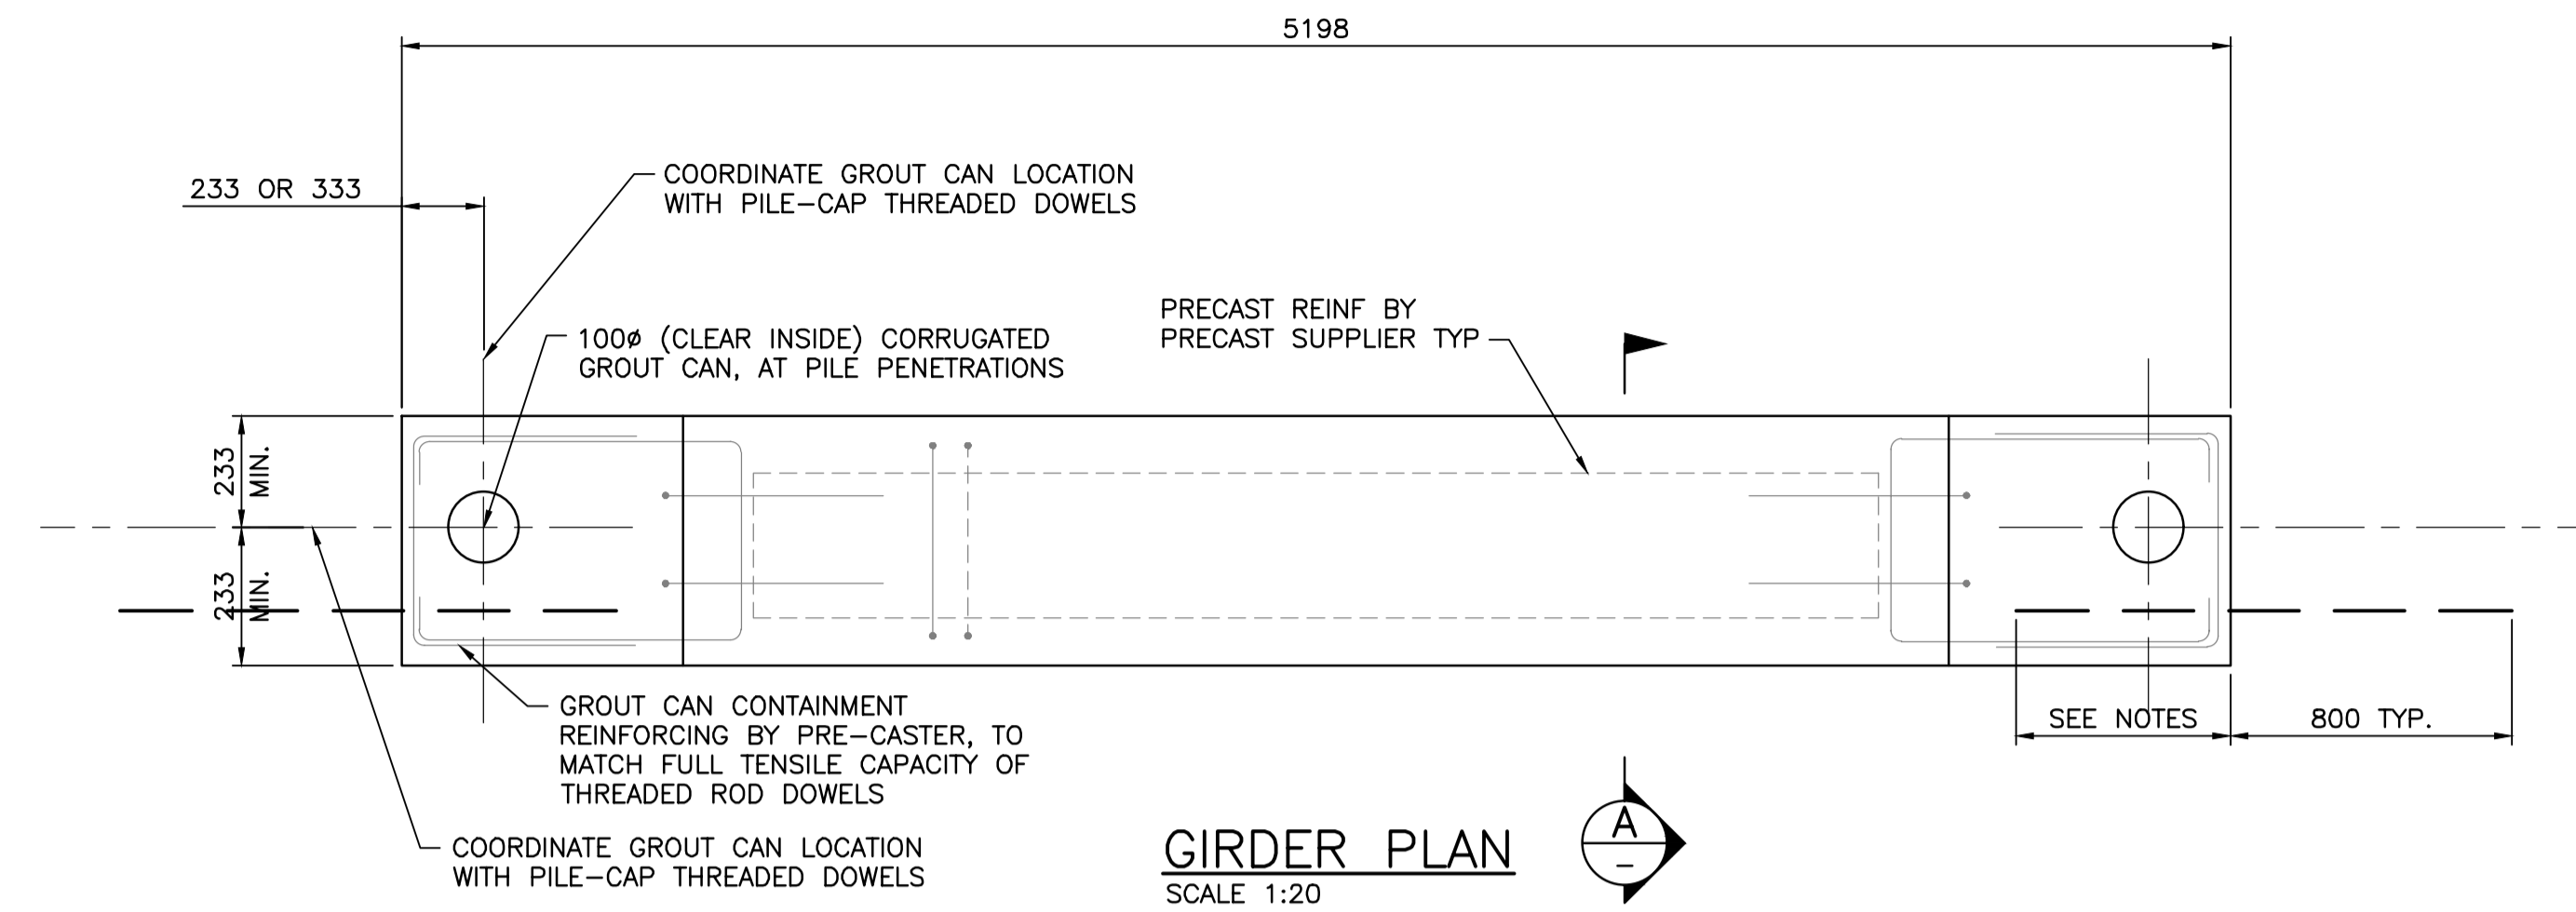 5198
233 OR 333
COORDINATE GROUT CAN LOCATION
WITH PILE-CAP THREADED DOWELS
100ø (CLEAR INSIDE) CORRUGATED
GROUT CAN, AT PILE PENETRATIONS
PRECAST REINF BY
PRECAST SUPPLIER TYP
233
MIN.
233
MIN.
GROUT CAN CONTAINMENT
REINFORCING BY PRE-CASTER, TO
MATCH FULL TENSILE CAPACITY OF
THREADED ROD DOWELS
SEE NOTES
800 TYP.
COORDINATE GROUT CAN LOCATION
WITH PILE-CAP THREADED DOWELS
GIRDER PLAN
SCALE 1:20
A
-